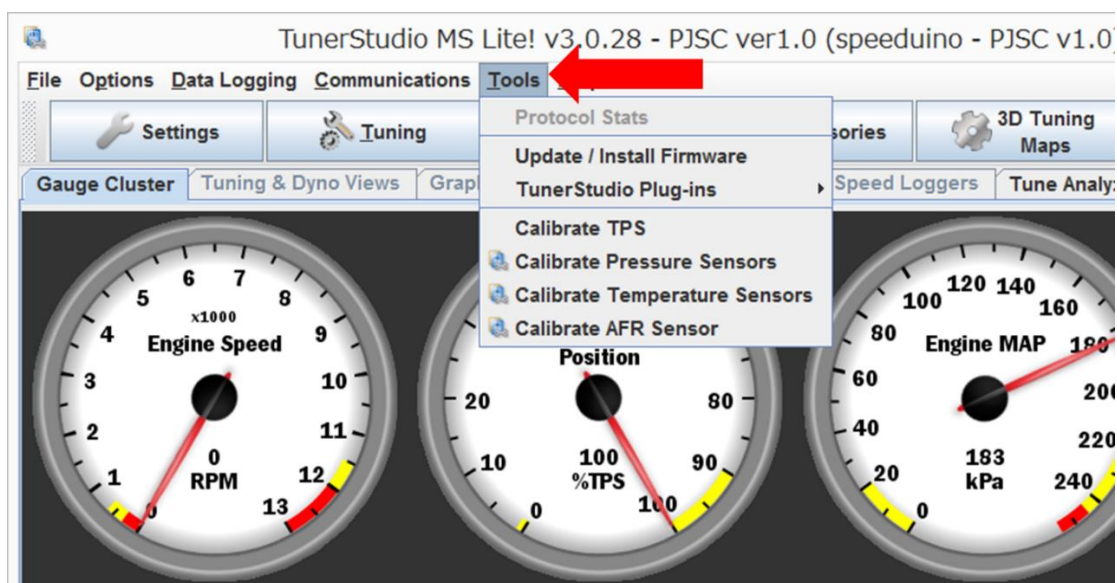 TunerStudio MS Lite! v3.0.28 - PJSC ver1.0 (speeduino - PJSC v1.0)
File Options Data Logging Communications Tools
Settings Tuning 3D Tuning
Maps
Gauge Cluster Tuning & Dyno Views Speed Loggers
Protocol Stats
Update / Install Firmware
TunerStudio Plug-ins
Calibrate TPS
Calibrate Pressure Sensors
Calibrate Temperature Sensors
Calibrate AFR Sensor
0 1 2 3 4 5 6 7 8 9 10 11 12 13
x1000
Engine Speed
0
RPM
0 10 20 80 90 100
Position
100
%TPS
0 20 40 60 80 100 120 140 160 180 200 220 240
Engine MAP
183
kPa